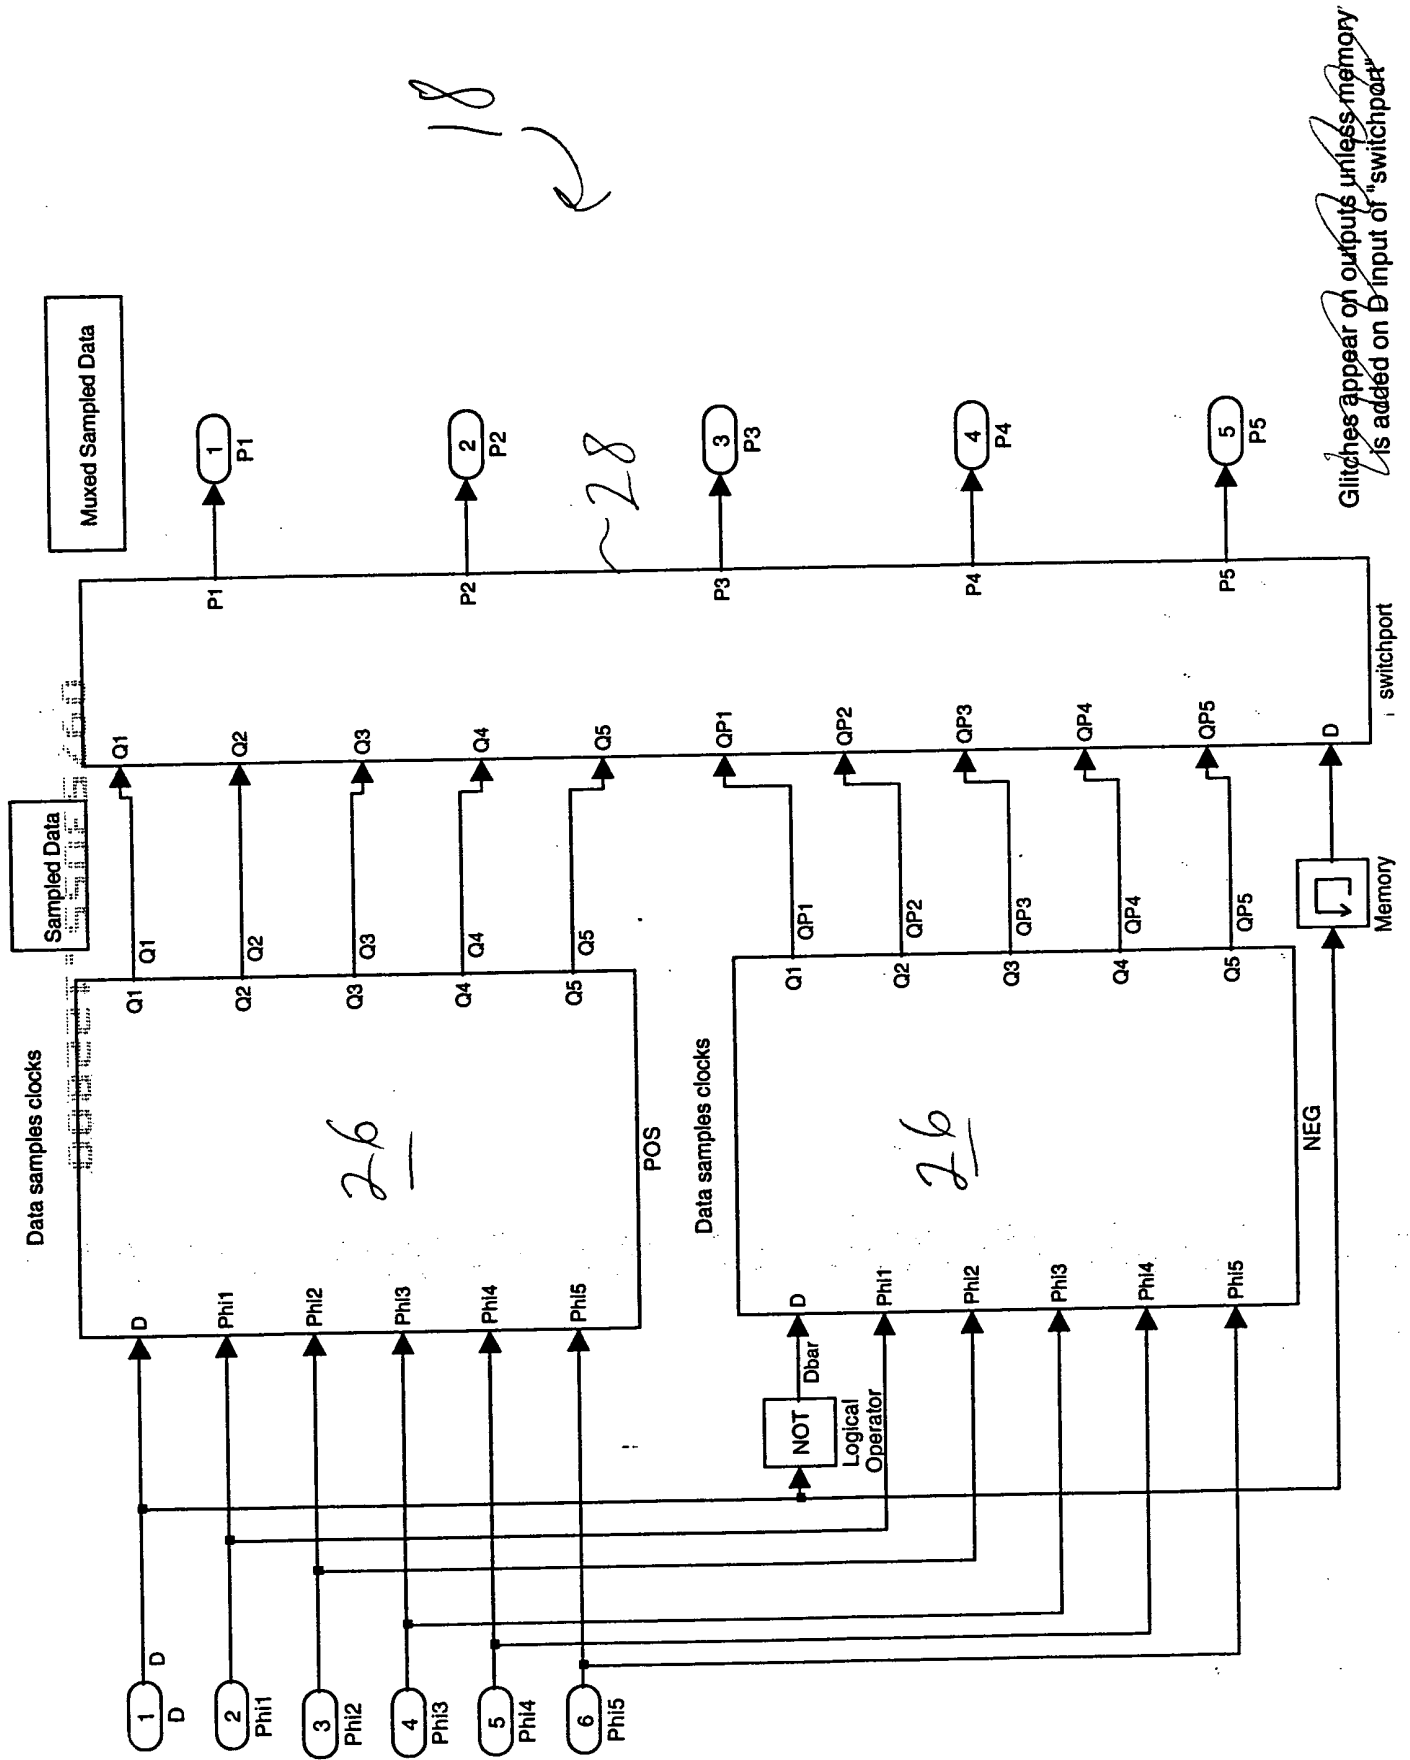 Sampled Data
Muxed Sampled Data
Data samples clocks
1
D
D
2
Phi1
3
Phi2
4
Phi3
5
Phi4
6
Phi5
D
Phi1
Phi2
Phi3
Phi4
Phi5
26
POS
Q1
Q2
Q3
Q4
Q5
Q1
Q2
Q3
Q4
Q5
Data samples clocks
NOT
Logical
Operator
Dbar
D
Phi1
Phi2
Phi3
Phi4
Phi5
26
NEG
Q1
Q2
Q3
Q4
Q5
QP1
QP2
QP3
QP4
QP5
Memory
Q1
Q2
Q3
Q4
Q5
QP1
QP2
QP3
QP4
QP5
D
switchport
P1
P2
P3
P4
P5
28
1
P1
2
P2
3
P3
4
P4
5
P5
18
Glitches appear on outputs unless memory
is added on D input of "switchport"